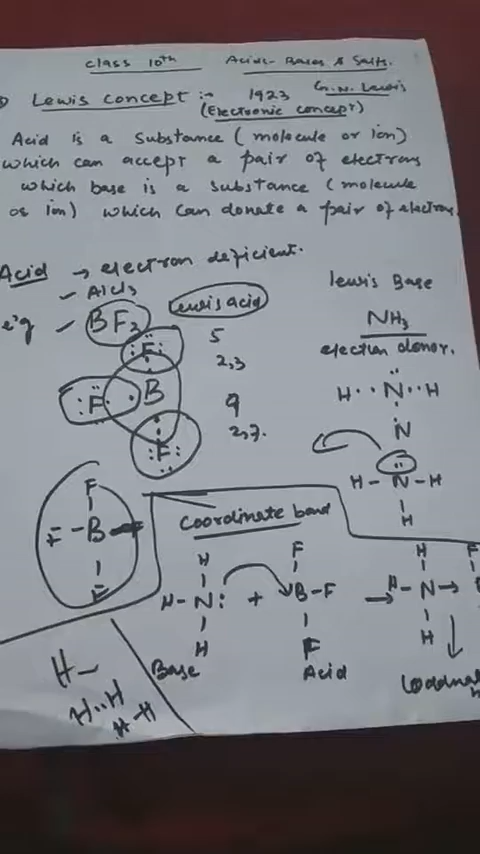 class 10th Acids-Bases & Salts.
Lewis concept :- 1923 G.N. Lewis
(Electronic concept)
Acid is a substance (molecule or ion)
which can accept a pair of electrons
which base is a substance (molecule
or ion) which can donate a pair of electrons.
Acid → electron deficient.
- AlCl3 Lewis acid
e'g - BF3
lewis Base
NH3
electron donor.
F 5
2,3
F B 9
2,7.
F
H N H
N
H-N-H
H
F
F-B-F
F
Coordinate bond
H F H F
H-N: + B-F → H-N→
H F H
Base Acid Coordinate
H-
H..H
H-H